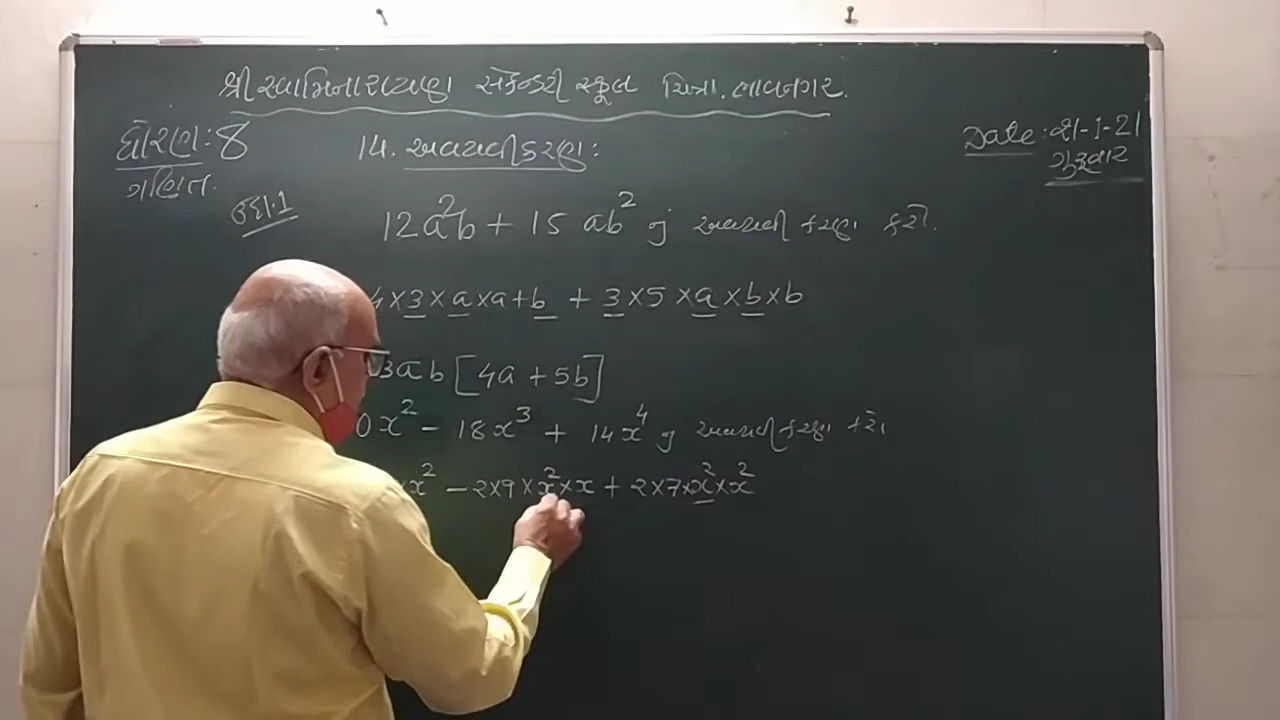 શ્રી સ્વામિનારાયણ સેકન્ડરી સ્કૂલ ચિત્રા. ભાવનગર.
ધોરણ: 8
ગણિત.
14. અવયવીકરણ:
Date: 21-1-21
ગુરૂવાર
ઉદા.1
12a²b + 15 ab² નું અવયવી કરણ કરો.
4×3×a×a+b + 3×5×a×b×b
3ab[4a + 5b]
0x² - 18x³ + 14x⁴ નું અવયવીકરણ કરો
×x² - 2×9×x²×x + 2×7×x²×x²